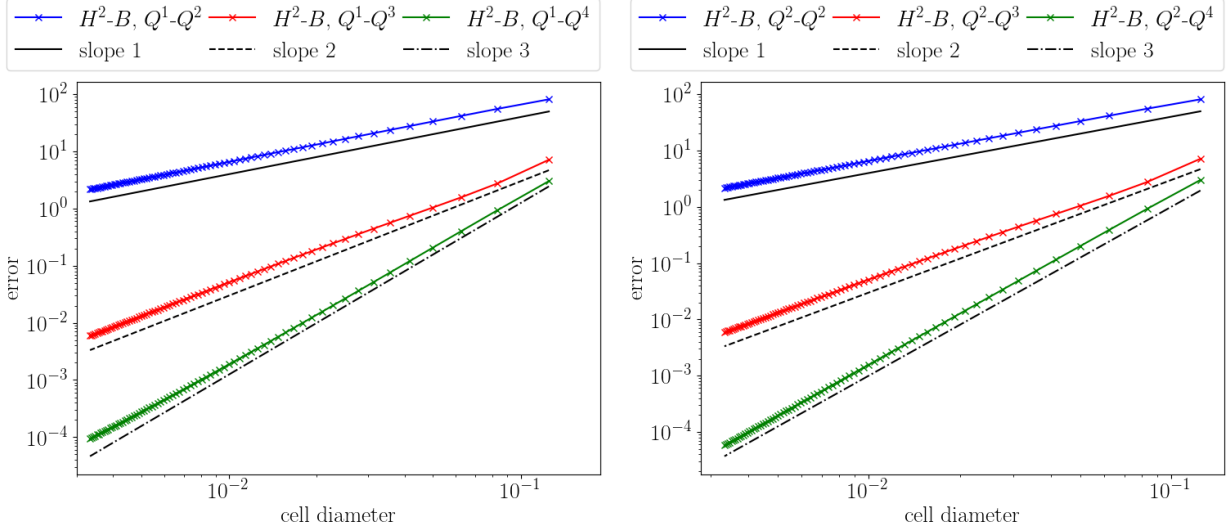 H²-B, Q¹-Q² H²-B, Q¹-Q³ H²-B, Q¹-Q⁴
slope 1 slope 2 slope 3
10²
10¹
10⁰
10⁻¹
10⁻²
10⁻³
10⁻⁴
error
10⁻² 10⁻¹
cell diameter
H²-B, Q²-Q² H²-B, Q²-Q³ H²-B, Q²-Q⁴
slope 1 slope 2 slope 3
10²
10¹
10⁰
10⁻¹
10⁻²
10⁻³
10⁻⁴
error
10⁻² 10⁻¹
cell diameter